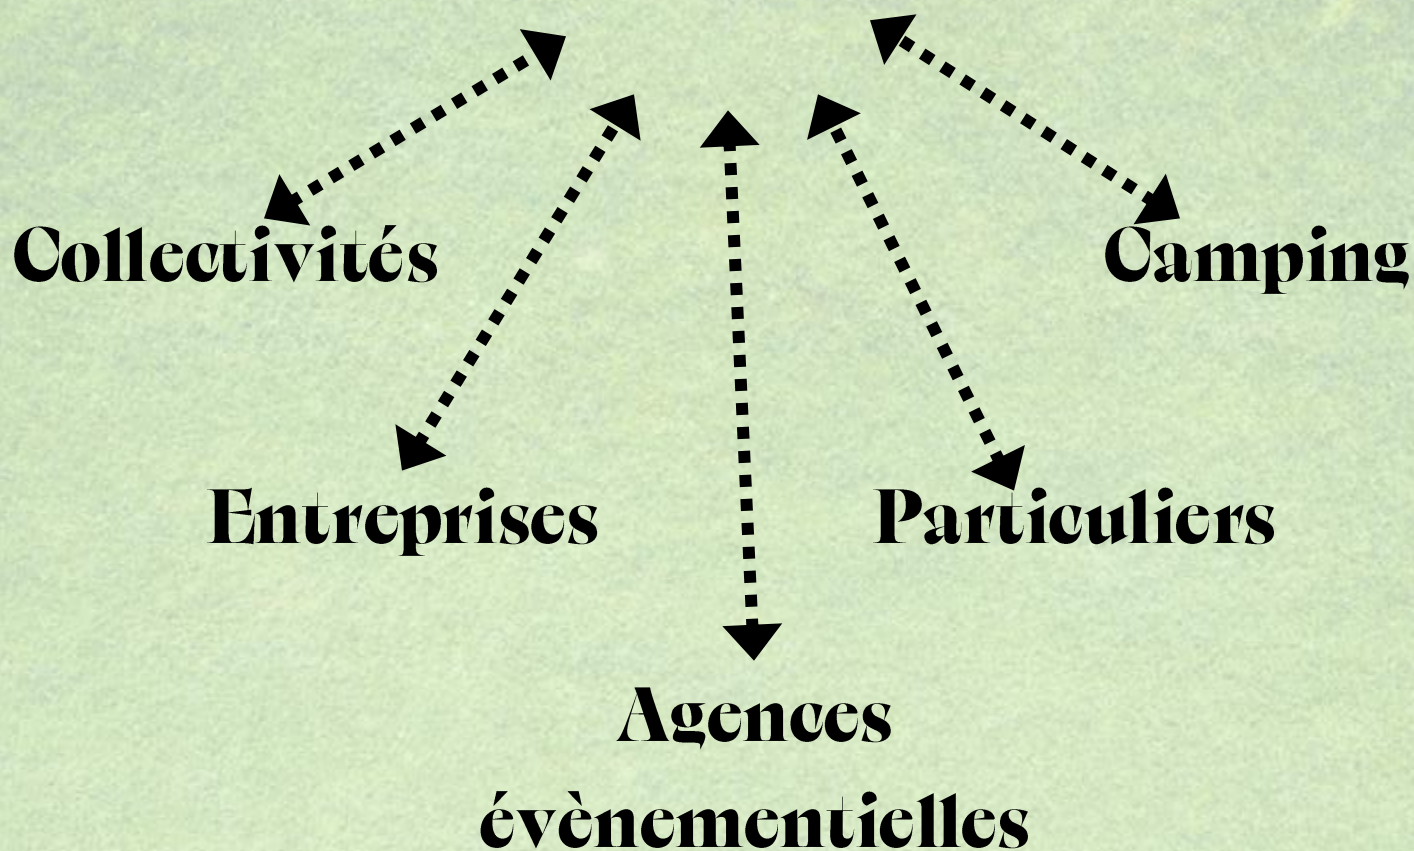 Collectivités
Camping
Entreprises
Particuliers
Agences
évènementielles